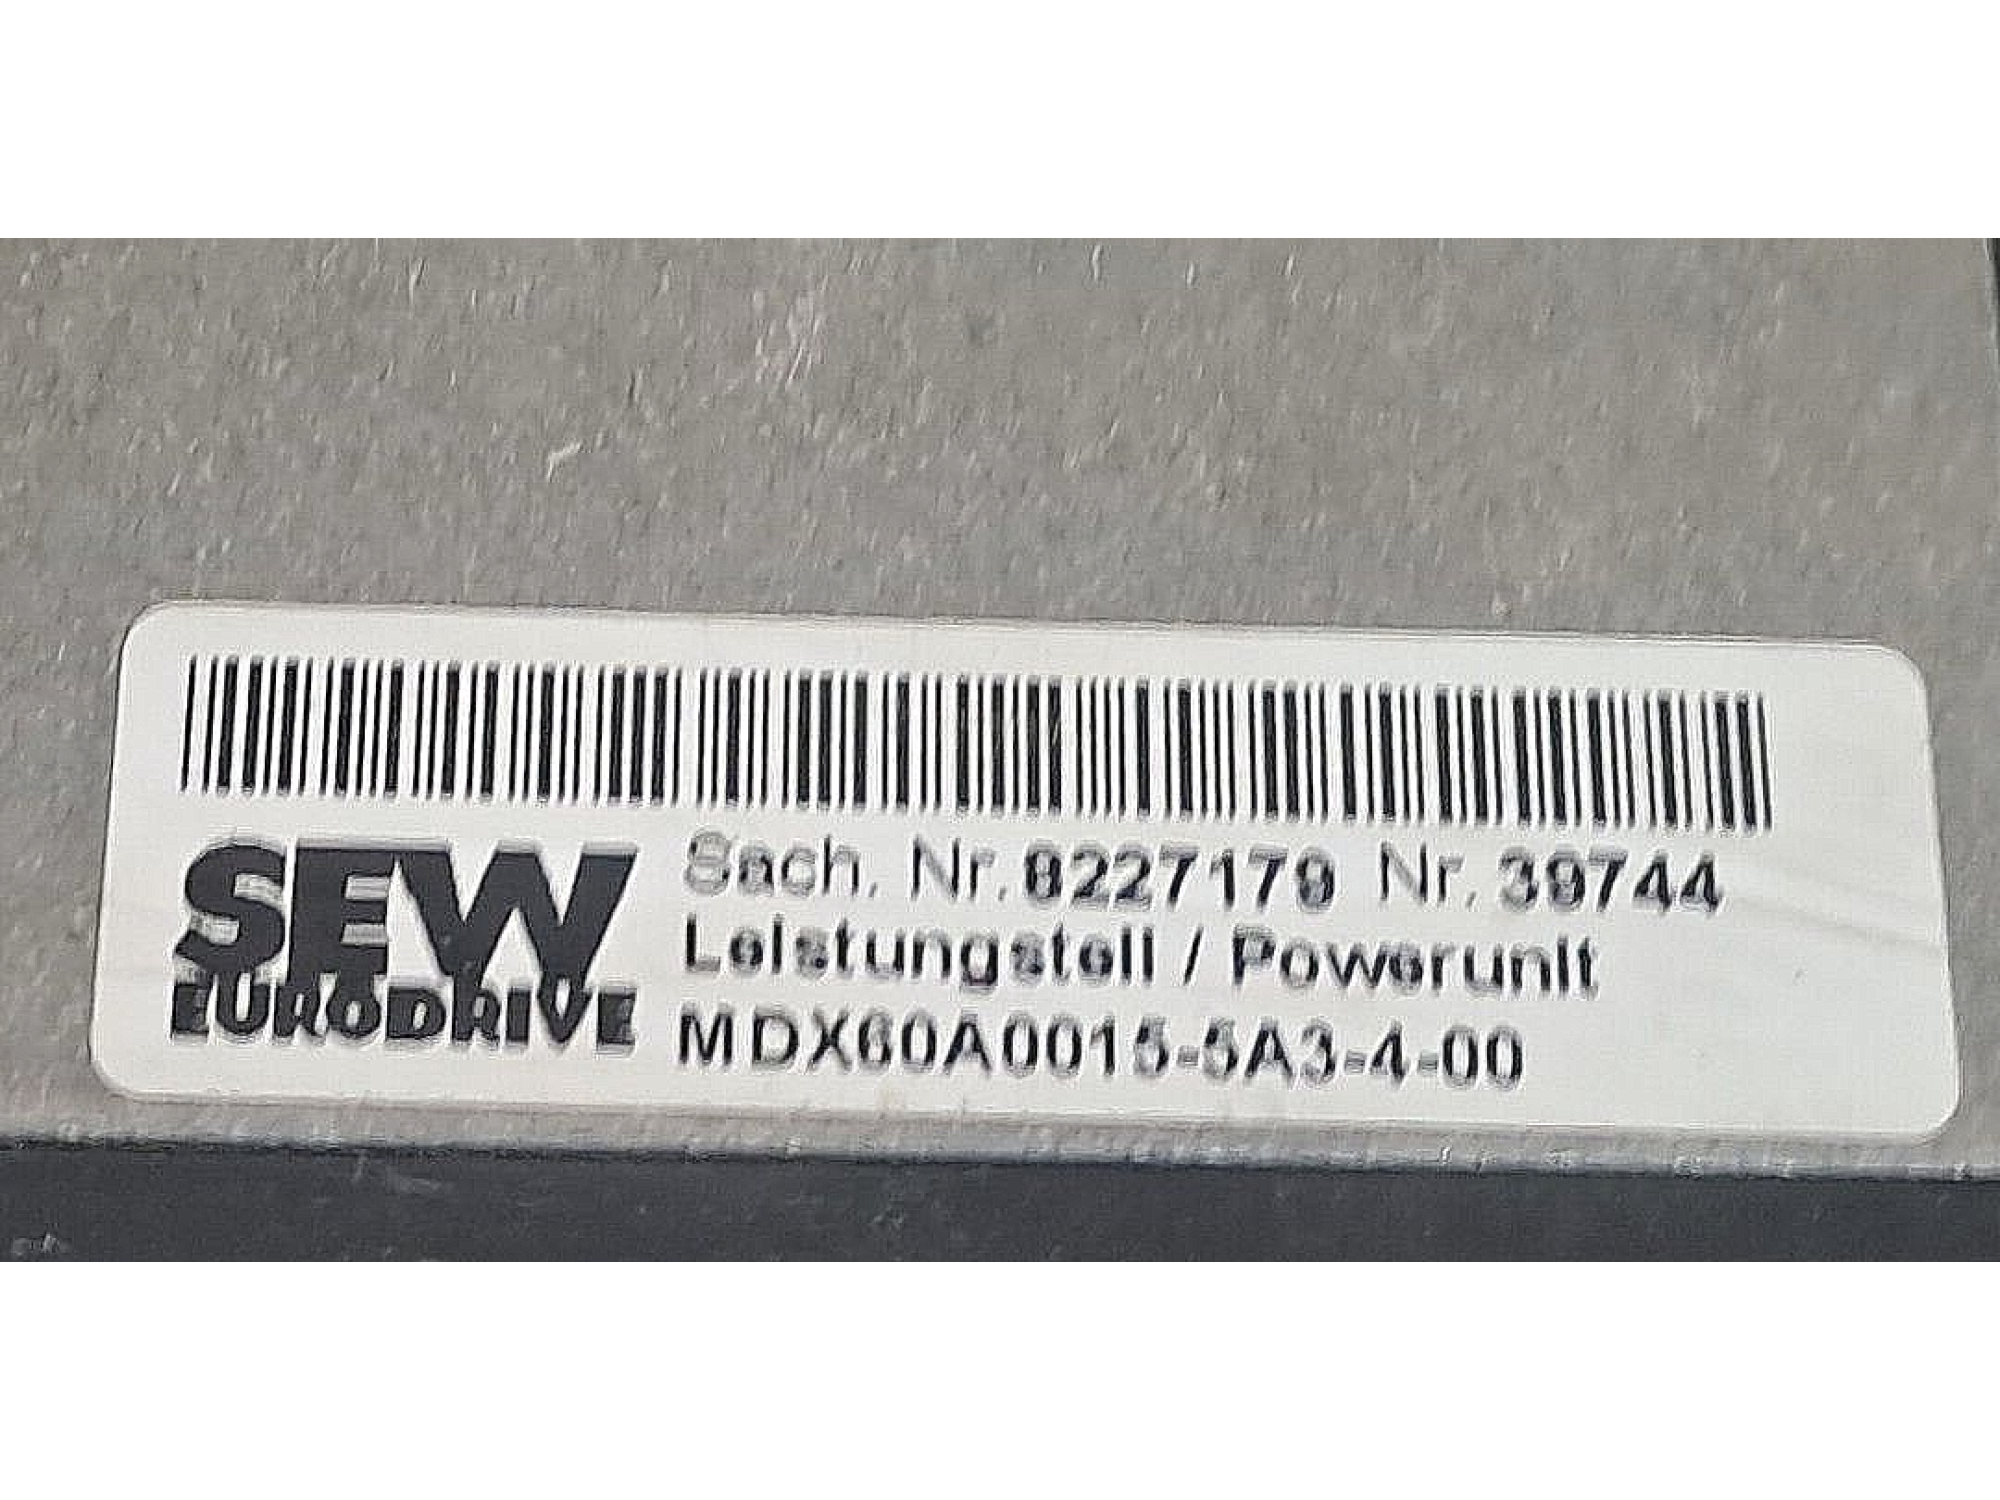 SEW
EURODRIVE
Sach. Nr. 8227179 Nr. 39744
Leistungsteil / Powerunit
MDX60A0015-5A3-4-00